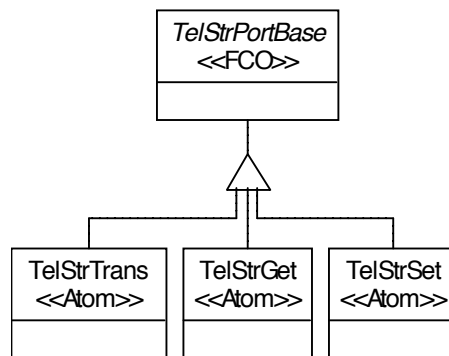 TelStrPortBase
<<FCO>>
TelStrTrans
<<Atom>>
TelStrGet
<<Atom>>
TelStrSet
<<Atom>>